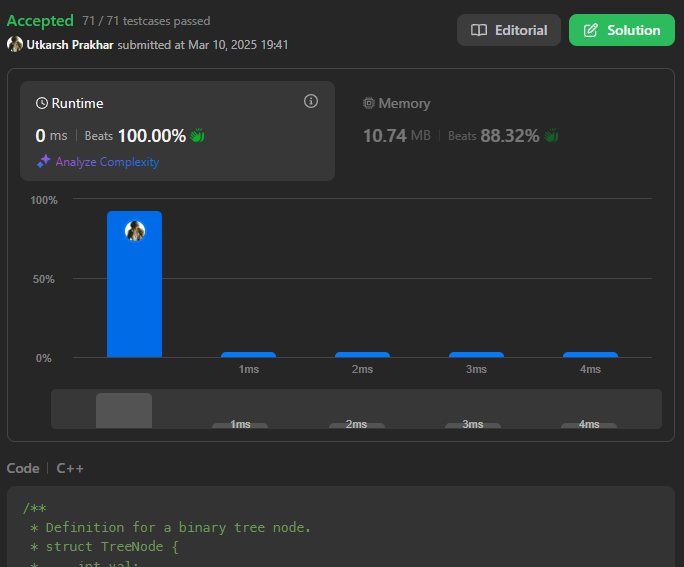 Accepted 71 / 71 testcases passed
Utkarsh Prakhar submitted at Mar 10, 2025 19:41
Editorial
Solution
Runtime
0 ms | Beats 100.00%
Analyze Complexity
Memory
10.74 MB | Beats 88.32%
100%
50%
0%
1ms 2ms 3ms 4ms
1ms 2ms 3ms 4ms
Code | C++
/**
* Definition for a binary tree node.
* struct TreeNode {
* int val;